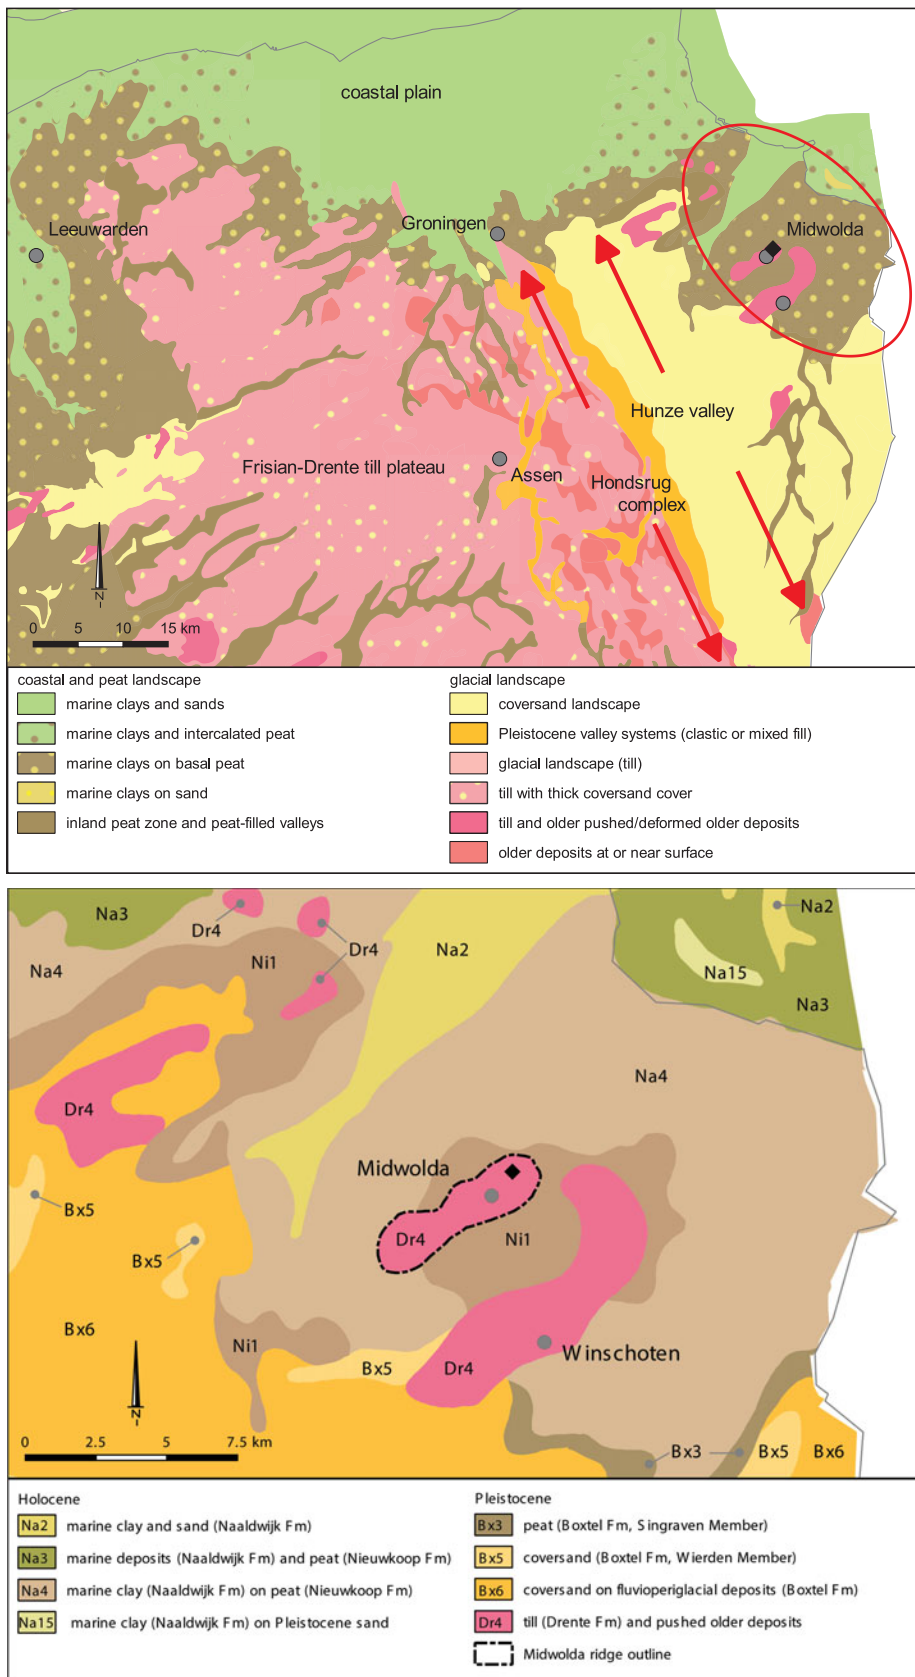 coastal plain
Leeuwarden
Groningen
Midwolda
Hunze valley
Frisian-Drente till plateau
Assen
Hondsrug
complex
N
0 5 10 15 km
coastal and peat landscape
marine clays and sands
marine clays and intercalated peat
marine clays on basal peat
marine clays on sand
inland peat zone and peat-filled valleys
glacial landscape
coversand landscape
Pleistocene valley systems (clastic or mixed fill)
glacial landscape (till)
till with thick coversand cover
till and older pushed/deformed older deposits
older deposits at or near surface
Na3
Dr4
Na2
Na2
Dr4
Ni1
Na4
Na15
Na3
Na4
Dr4
Midwolda
Bx5
Dr4
Ni1
Bx5
Bx6
Ni1
Bx5
Dr4
Winschoten
N
0 2.5 5 7.5 km
Bx3
Bx5
Bx6
Holocene
Na2 marine clay and sand (Naaldwijk Fm)
Na3 marine deposits (Naaldwijk Fm) and peat (Nieuwkoop Fm)
Na4 marine clay (Naaldwijk Fm) on peat (Nieuwkoop Fm)
Na15 marine clay (Naaldwijk Fm) on Pleistocene sand
Pleistocene
Bx3 peat (Boxtel Fm, Singraven Member)
Bx5 coversand (Boxtel Fm, Wierden Member)
Bx6 coversand on fluvioperiglacial deposits (Boxtel Fm)
Dr4 till (Drente Fm) and pushed older deposits
Midwolda ridge outline